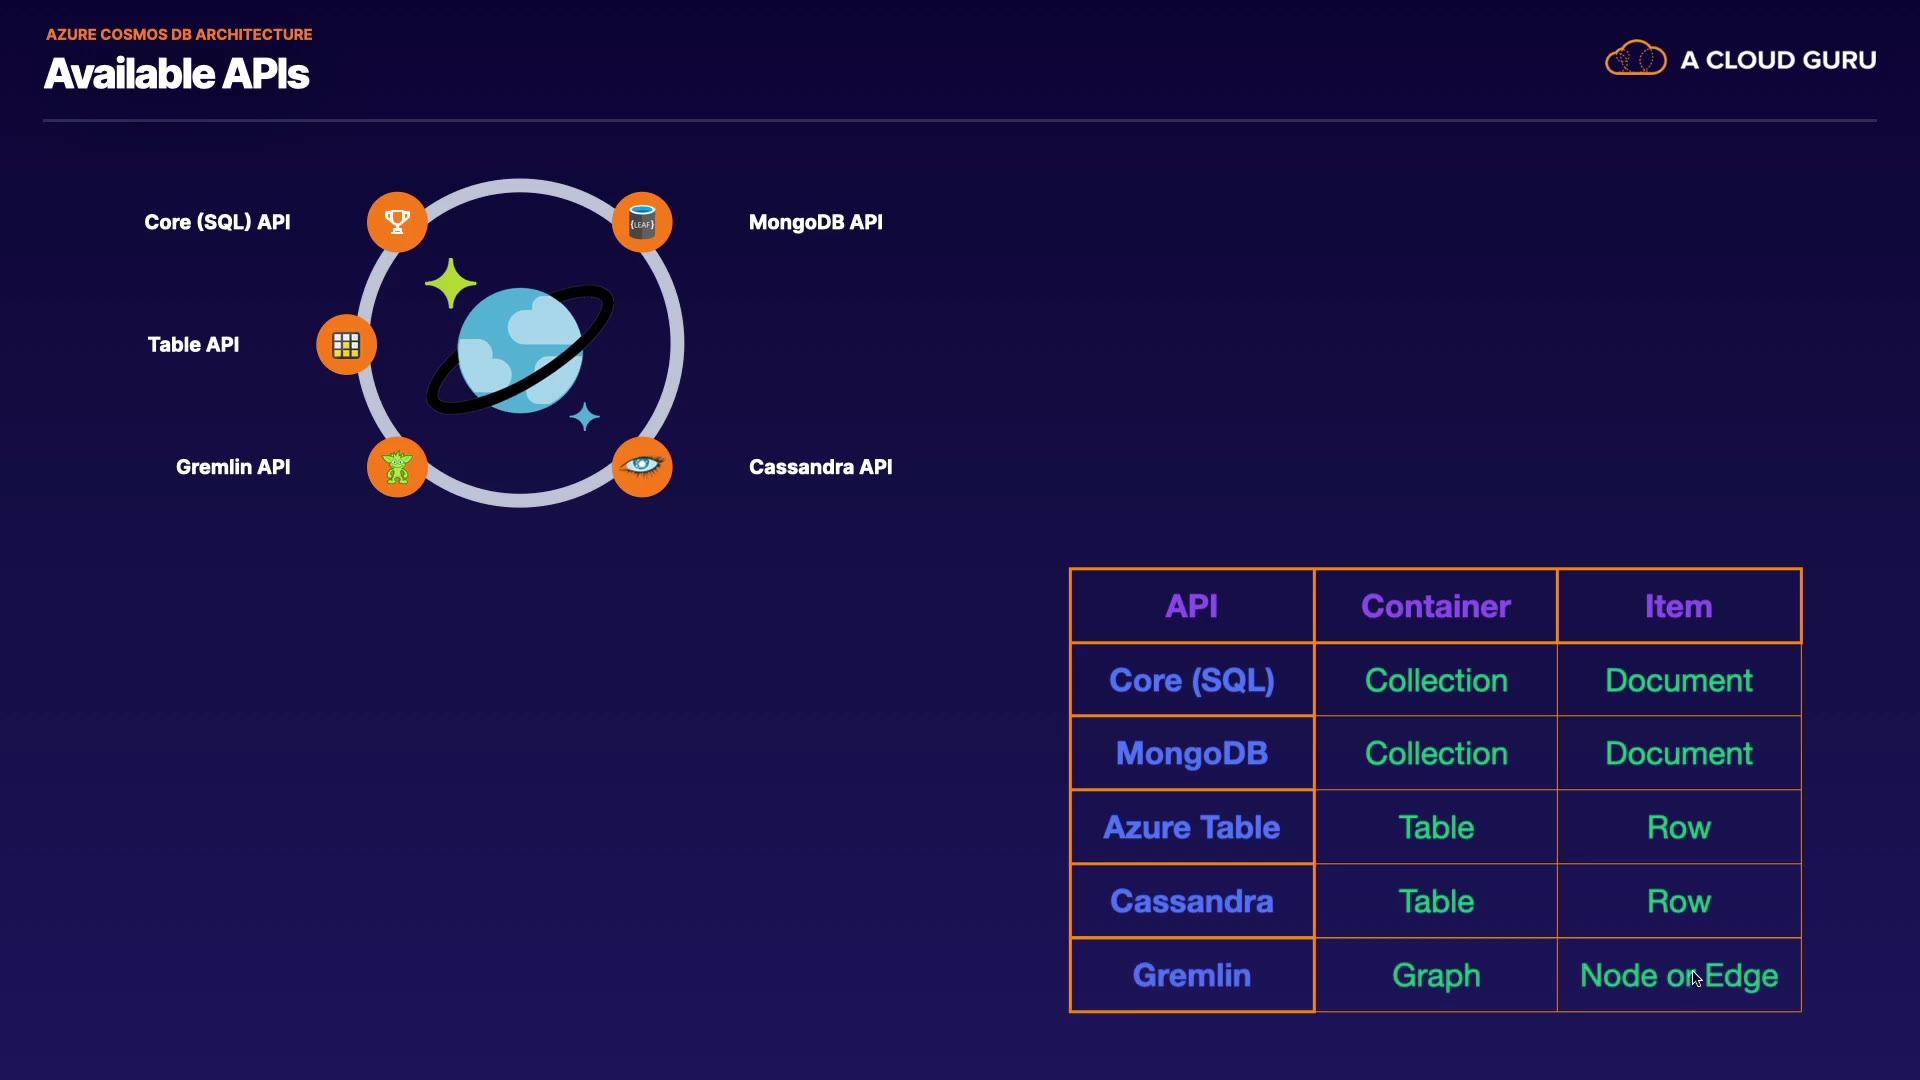 AZURE COSMOS DB ARCHITECTURE
Available APIs
A CLOUD GURU
Core (SQL) API
MongoDB API
{LEAF}
Table API
Gremlin API
Cassandra API
API Container Item
Core (SQL) Collection Document
MongoDB Collection Document
Azure Table Table Row
Cassandra Table Row
Gremlin Graph Node or Edge